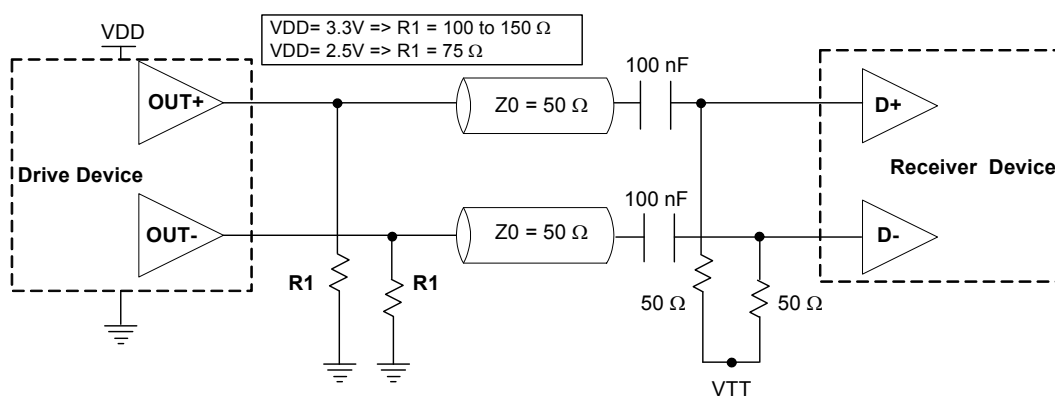 VDD
VDD= 3.3V => R1 = 100 to 150 Ω
VDD= 2.5V => R1 = 75 Ω
100 nF
OUT+
Z0 = 50 Ω
D+
Drive Device
Receiver Device
100 nF
OUT-
Z0 = 50 Ω
D-
R1
R1
50 Ω
50 Ω
VTT